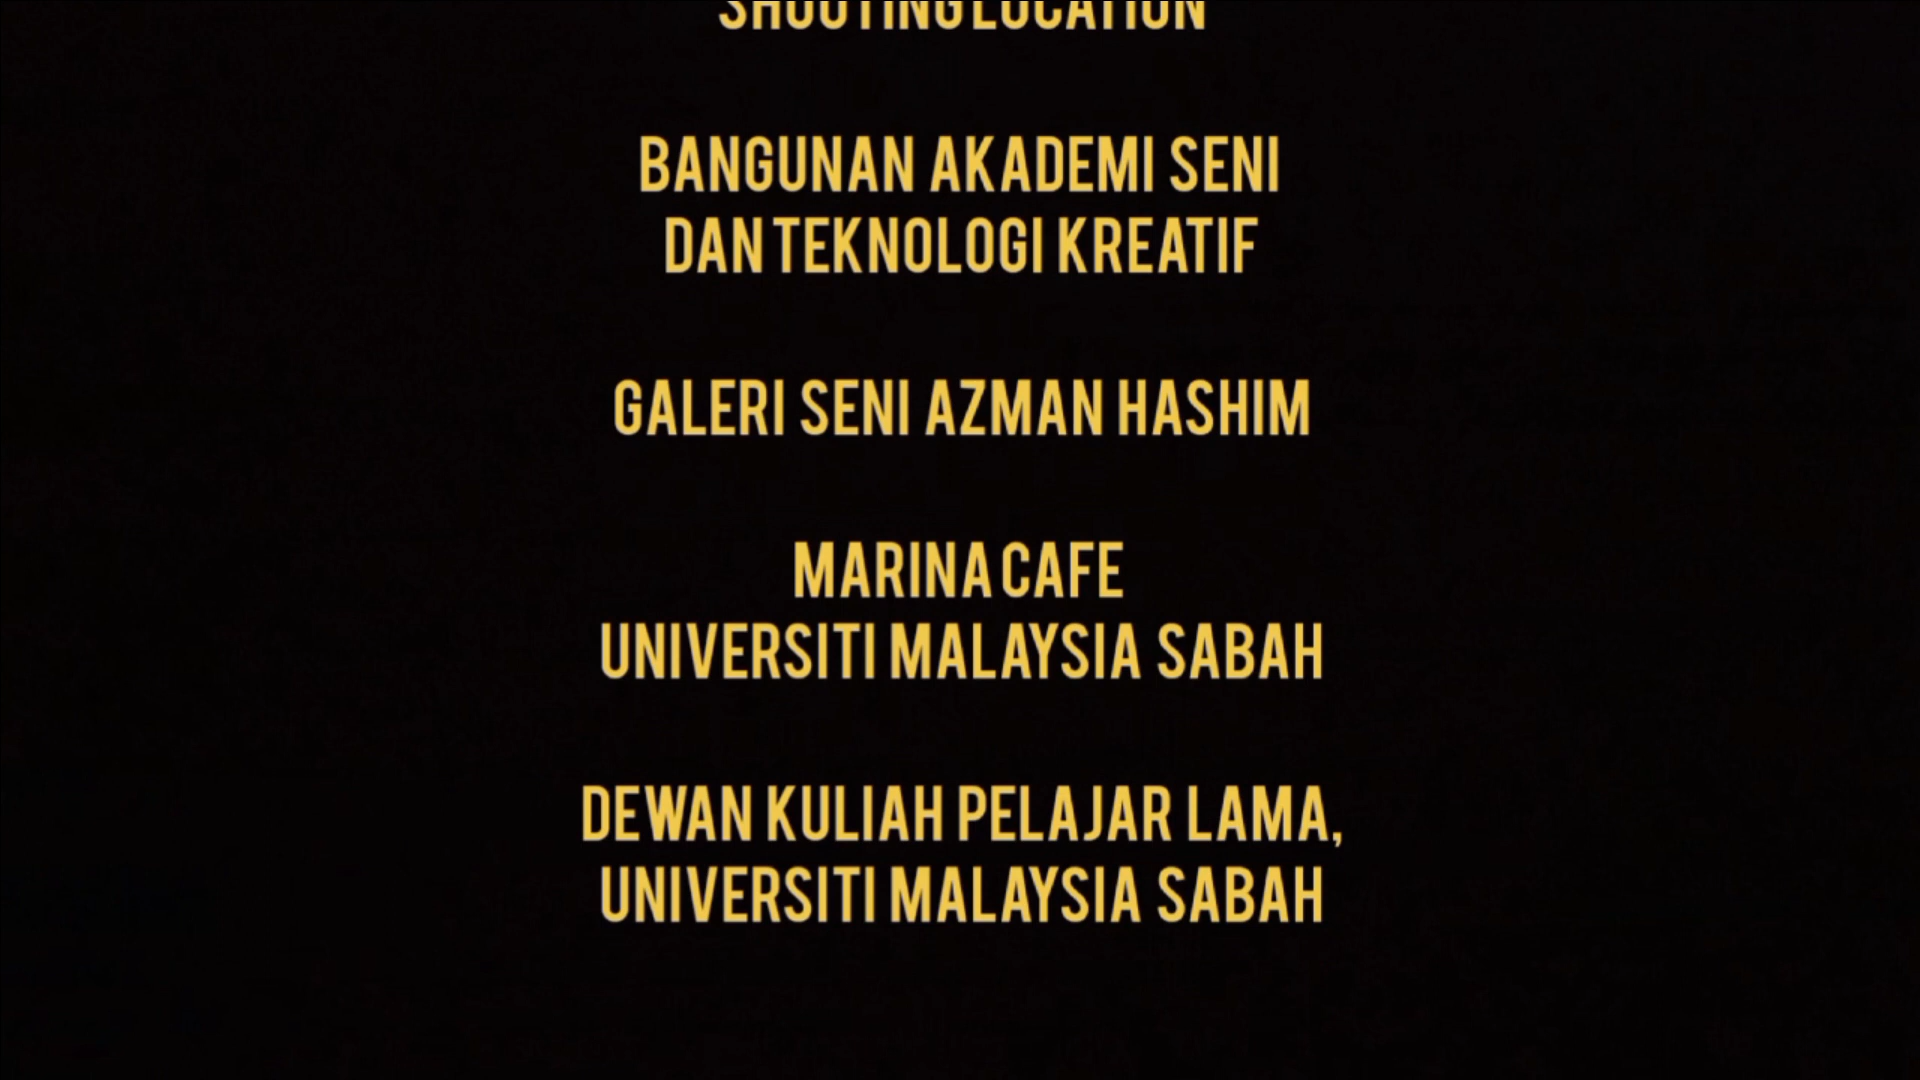 SHOOTING LOCATION
BANGUNAN AKADEMI SENI
DAN TEKNOLOGI KREATIF
GALERI SENI AZMAN HASHIM
MARINA CAFE
UNIVERSITI MALAYSIA SABAH
DEWAN KULIAH PELAJAR LAMA,
UNIVERSITI MALAYSIA SABAH